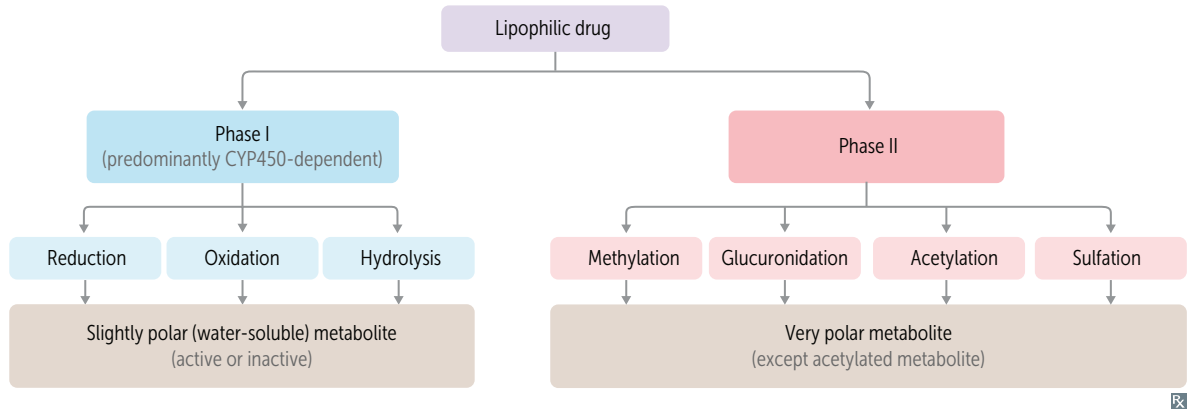 Lipophilic drug
Phase I
(predominantly CYP450-dependent)
Phase II
Reduction
Oxidation
Hydrolysis
Methylation
Glucuronidation
Acetylation
Sulfation
Slightly polar (water-soluble) metabolite
(active or inactive)
Very polar metabolite
(except acetylated metabolite)
Rx